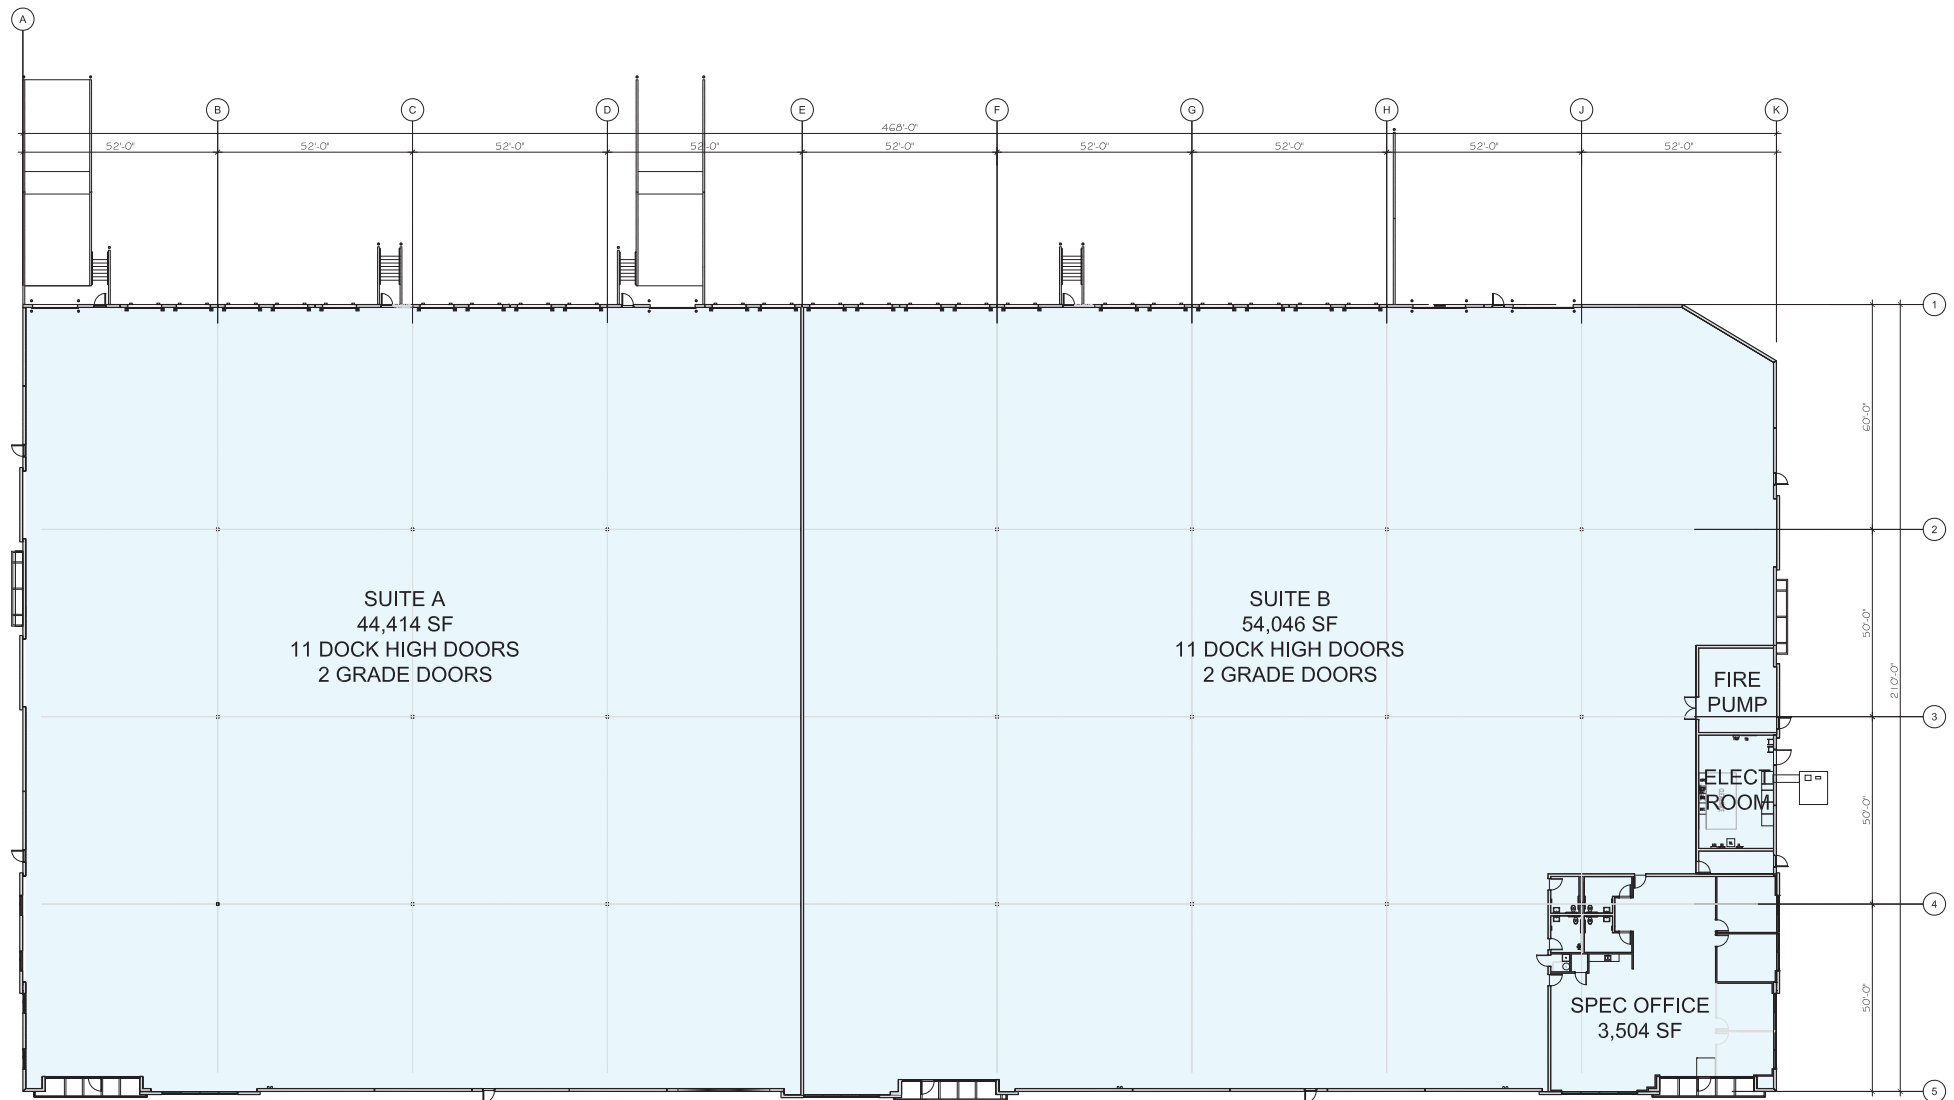 A
B C D E F G H J K
468'-0"
52'-0" 52'-0" 52'-0" 52'-0" 52'-0" 52'-0" 52'-0" 52'-0" 52'-0"
1
60'-0"
2
SUITE A
44,414 SF
11 DOCK HIGH DOORS
2 GRADE DOORS
SUITE B
54,046 SF
11 DOCK HIGH DOORS
2 GRADE DOORS
50'-0"
210'-0"
FIRE
PUMP
3
ELECT
ROOM
50'-0"
4
SPEC OFFICE
3,504 SF
50'-0"
5